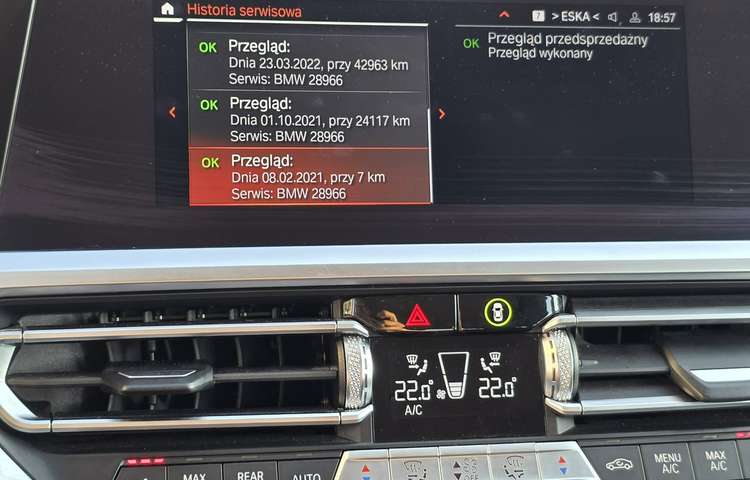 Historia serwisowa
7 > ESKA < 18:57
OK Przegląd:
Dnia 23.03.2022, przy 42963 km
Serwis: BMW 28966
OK Przegląd:
Dnia 01.10.2021, przy 24117 km
Serwis: BMW 28966
OK Przegląd:
Dnia 08.02.2021, przy 7 km
Serwis: BMW 28966
OK Przegląd przedsprzedażny
Przegląd wykonany
22.0 22.0
A/C
MAX
REAR
AUTO
MENU
A/C
MAX
A/C